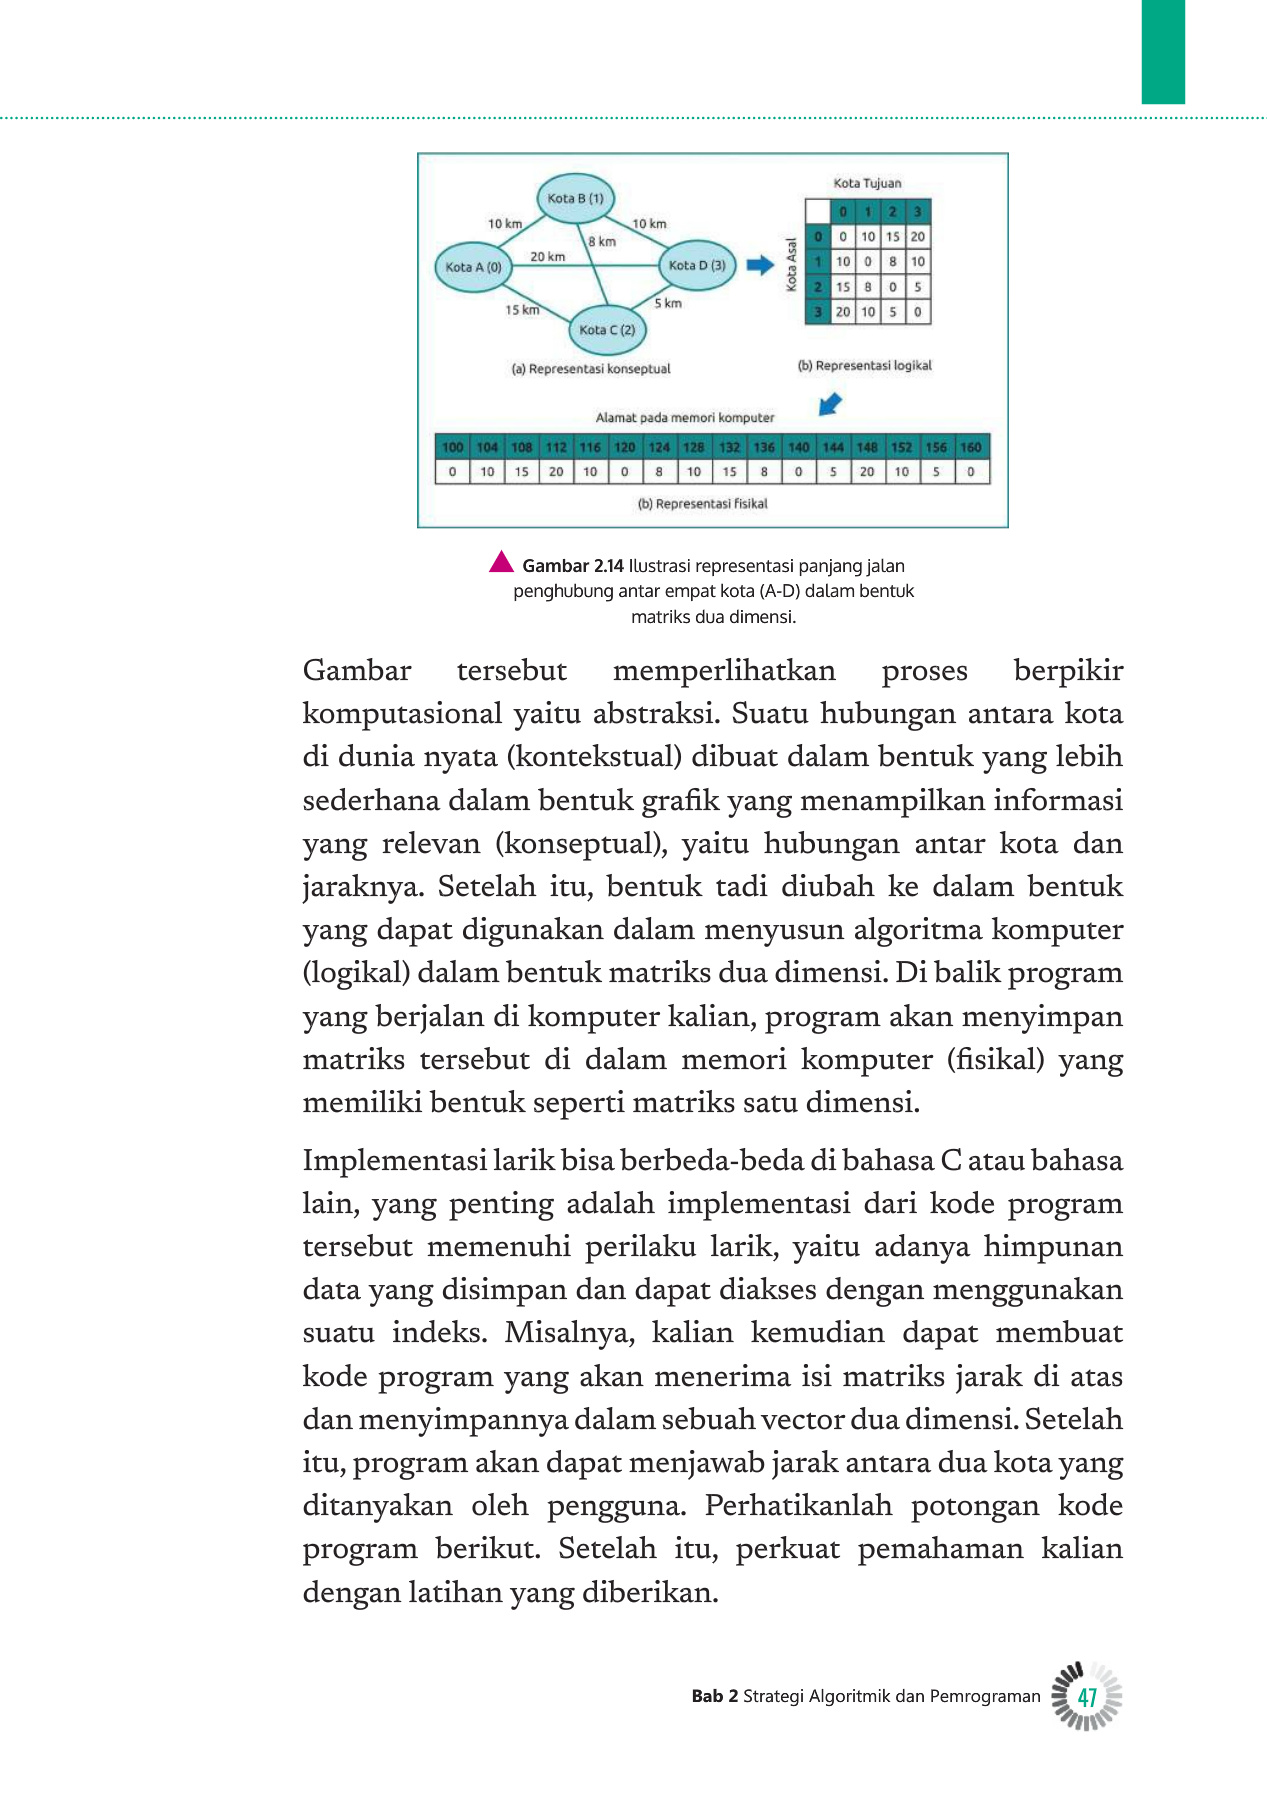 Kota B (1)
10 km
10 km
8 km
20 km
Kota A (0)
Kota D (3)
15 km
5 km
Kota C (2)
(a) Representasi konseptual
Kota Tujuan
Kota Asal
0 1 2 3
0 0 10 15 20
1 10 0 8 10
2 15 8 0 5
3 20 10 5 0
(b) Representasi logikal
Alamat pada memori komputer
100 104 108 112 116 120 124 128 132 136 140 144 148 152 156 160
0 10 15 20 10 0 8 10 15 8 0 5 20 10 5 0
(b) Representasi fisikal
Gambar 2.14 Ilustrasi representasi panjang jalan
penghubung antar empat kota (A-D) dalam bentuk
matriks dua dimensi.
Gambar tersebut memperlihatkan proses berpikir
komputasional yaitu abstraksi. Suatu hubungan antara kota
di dunia nyata (kontekstual) dibuat dalam bentuk yang lebih
sederhana dalam bentuk grafik yang menampilkan informasi
yang relevan (konseptual), yaitu hubungan antar kota dan
jaraknya. Setelah itu, bentuk tadi diubah ke dalam bentuk
yang dapat digunakan dalam menyusun algoritma komputer
(logikal) dalam bentuk matriks dua dimensi. Di balik program
yang berjalan di komputer kalian, program akan menyimpan
matriks tersebut di dalam memori komputer (fisikal) yang
memiliki bentuk seperti matriks satu dimensi.
Implementasi larik bisa berbeda-beda di bahasa C atau bahasa
lain, yang penting adalah implementasi dari kode program
tersebut memenuhi perilaku larik, yaitu adanya himpunan
data yang disimpan dan dapat diakses dengan menggunakan
suatu indeks. Misalnya, kalian kemudian dapat membuat
kode program yang akan menerima isi matriks jarak di atas
dan menyimpannya dalam sebuah vector dua dimensi. Setelah
itu, program akan dapat menjawab jarak antara dua kota yang
ditanyakan oleh pengguna. Perhatikanlah potongan kode
program berikut. Setelah itu, perkuat pemahaman kalian
dengan latihan yang diberikan.
Bab 2 Strategi Algoritmik dan Pemrograman 47